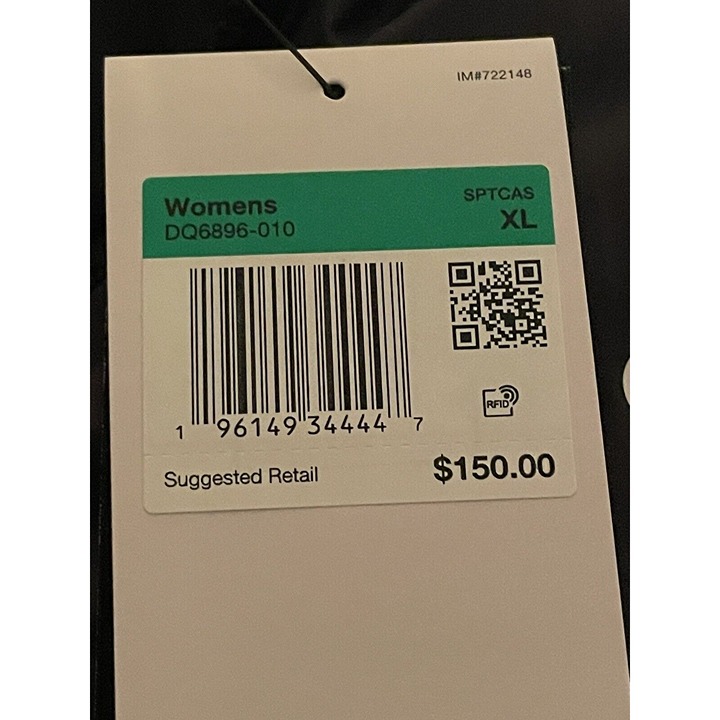 IM#722148
Womens
SPTCAS
DQ6896-010
XL
RFID
1 96149 34444 7
Suggested Retail
$150.00